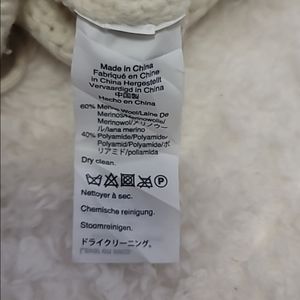 Made in China
Fabriqué en Chine
In China Hergestellt
Vervaardigd in China
中国製
Hecho en China
60% Merino Wool/Laine De
Merinos/Merinowolle/
Merinowol/メリノウー
ル/lana merino
40% Polyamide/Polyamide/
Polyamid/Polyamide/ポ
リアミド/poliamida
Dry clean.
Nettoyer à sec.
Chemische reinigung.
Stoomreinigen.
ドライクリーニング。